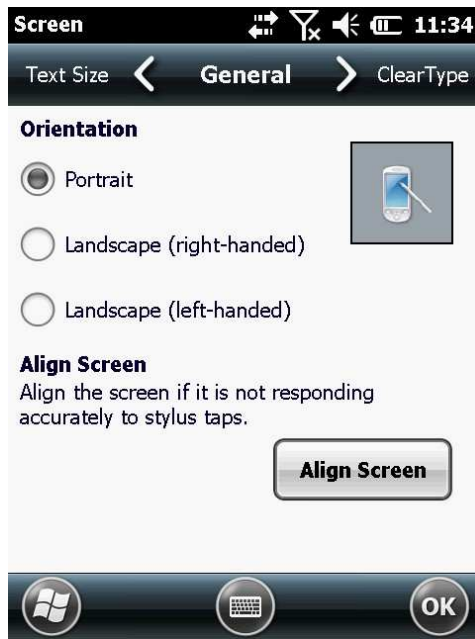 Screen 11:34
Text Size General ClearType
Orientation
Portrait
Landscape (right-handed)
Landscape (left-handed)
Align Screen
Align the screen if it is not responding
accurately to stylus taps.
Align Screen
OK